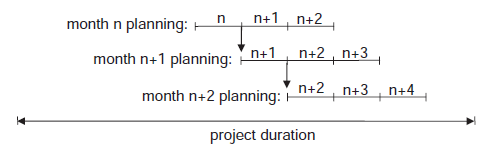 month n planning: n n+1 n+2
month n+1 planning: n+1 n+2 n+3
month n+2 planning: n+2 n+3 n+4
project duration